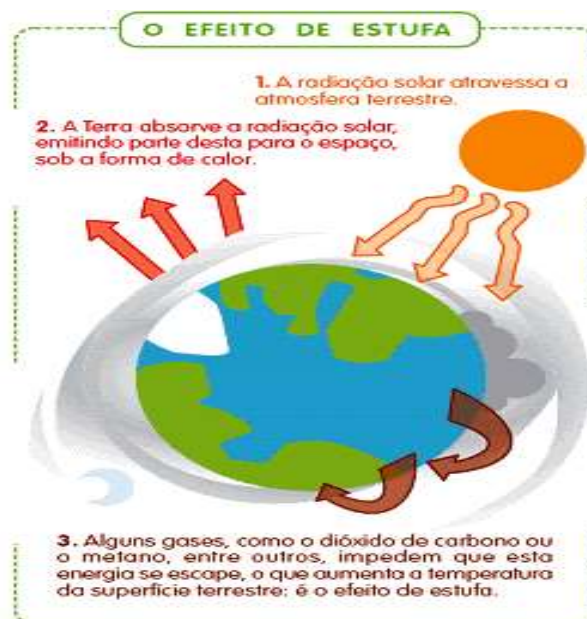 O EFEITO DE ESTUFA
1. A radiação solar atravessa a
atmosfera terrestre.
2. A Terra absorve a radiação solar,
emitindo parte desta para o espaço,
sob a forma de calor.
3. Alguns gases, como o dióxido de carbono ou
o metano, entre outros, impedem que esta
energia se escape, o que aumenta a temperatura
da superfície terrestre: é o efeito de estufa.